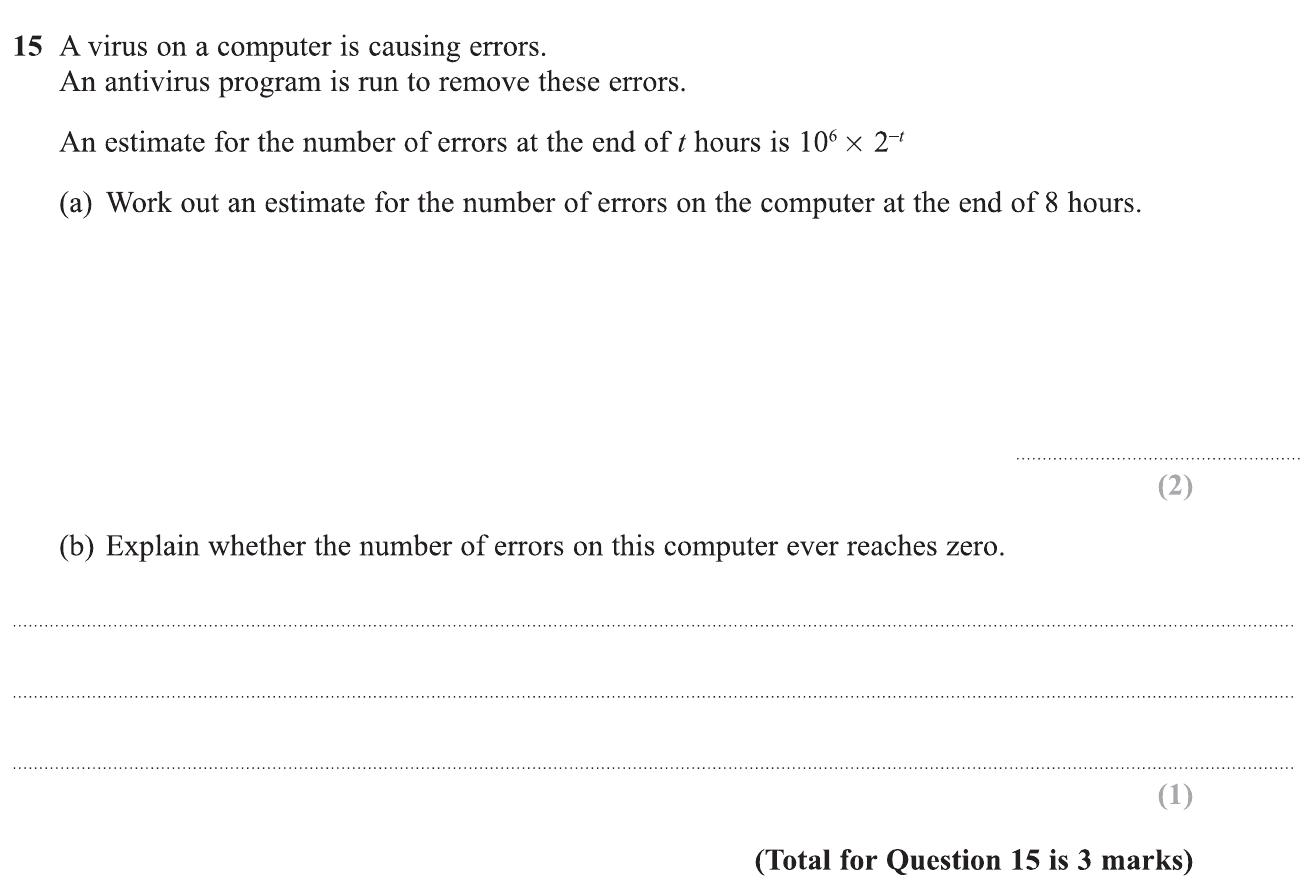 15 A virus on a computer is causing errors.
An antivirus program is run to remove these errors.
An estimate for the number of errors at the end of t hours is 10⁶ × 2⁻ᵗ
(a) Work out an estimate for the number of errors on the computer at the end of 8 hours.
(2)
(b) Explain whether the number of errors on this computer ever reaches zero.
(1)
(Total for Question 15 is 3 marks)